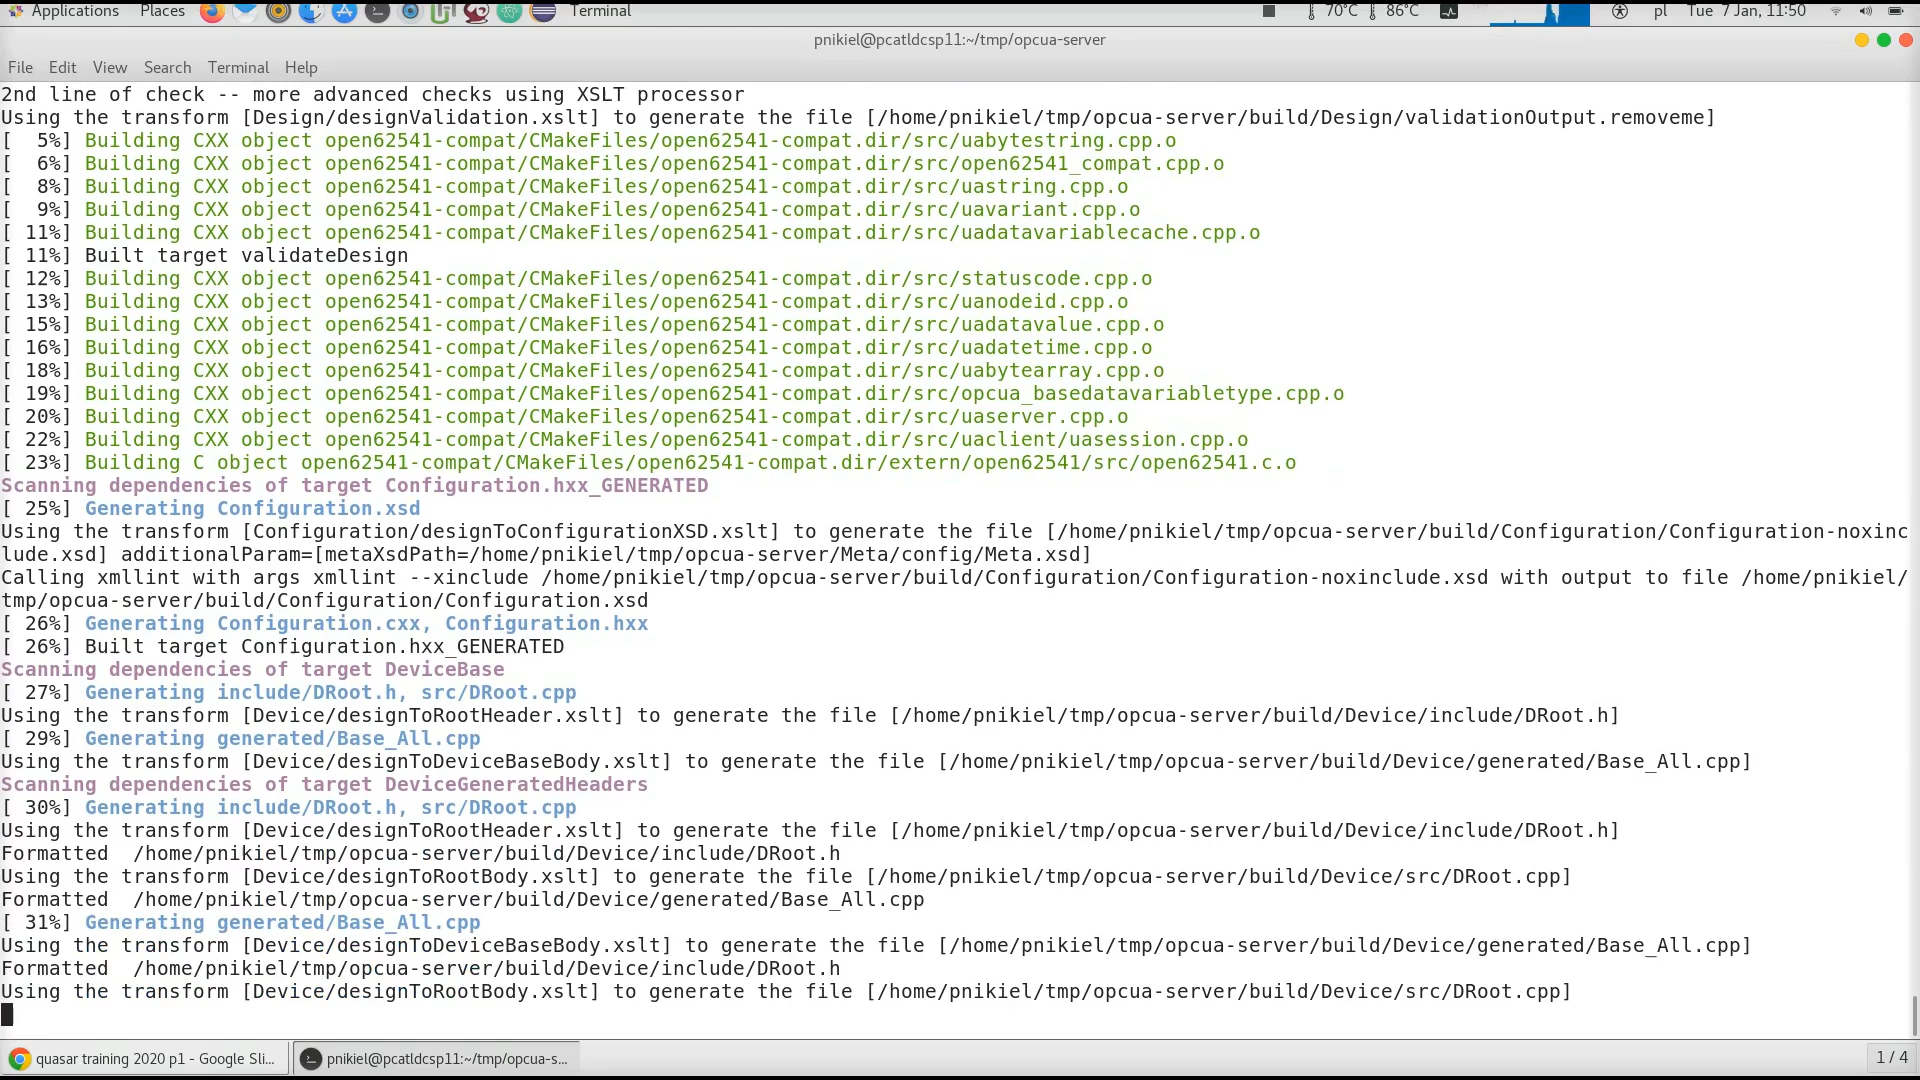 Applications Places Terminal 70°C 86°C pl Tue 7 Jan, 11:50
pnikiel@pcatldcsp11:~/tmp/opcua-server
File Edit View Search Terminal Help
2nd line of check -- more advanced checks using XSLT processor
Using the transform [Design/designValidation.xslt] to generate the file [/home/pnikiel/tmp/opcua-server/build/Design/validationOutput.removeme]
[  5%] Building CXX object open62541-compat/CMakeFiles/open62541-compat.dir/src/uabytestring.cpp.o
[  6%] Building CXX object open62541-compat/CMakeFiles/open62541-compat.dir/src/open62541_compat.cpp.o
[  8%] Building CXX object open62541-compat/CMakeFiles/open62541-compat.dir/src/uastring.cpp.o
[  9%] Building CXX object open62541-compat/CMakeFiles/open62541-compat.dir/src/uavariant.cpp.o
[ 11%] Building CXX object open62541-compat/CMakeFiles/open62541-compat.dir/src/uadatavariablecache.cpp.o
[ 11%] Built target validateDesign
[ 12%] Building CXX object open62541-compat/CMakeFiles/open62541-compat.dir/src/statuscode.cpp.o
[ 13%] Building CXX object open62541-compat/CMakeFiles/open62541-compat.dir/src/uanodeid.cpp.o
[ 15%] Building CXX object open62541-compat/CMakeFiles/open62541-compat.dir/src/uadatavalue.cpp.o
[ 16%] Building CXX object open62541-compat/CMakeFiles/open62541-compat.dir/src/uadatetime.cpp.o
[ 18%] Building CXX object open62541-compat/CMakeFiles/open62541-compat.dir/src/uabytearray.cpp.o
[ 19%] Building CXX object open62541-compat/CMakeFiles/open62541-compat.dir/src/opcua_basedatavariabletype.cpp.o
[ 20%] Building CXX object open62541-compat/CMakeFiles/open62541-compat.dir/src/uaserver.cpp.o
[ 22%] Building CXX object open62541-compat/CMakeFiles/open62541-compat.dir/src/uaclient/uasession.cpp.o
[ 23%] Building C object open62541-compat/CMakeFiles/open62541-compat.dir/extern/open62541/src/open62541.c.o
Scanning dependencies of target Configuration.hxx_GENERATED
[ 25%] Generating Configuration.xsd
Using the transform [Configuration/designToConfigurationXSD.xslt] to generate the file [/home/pnikiel/tmp/opcua-server/build/Configuration/Configuration-noxinc
lude.xsd] additionalParam=[metaXsdPath=/home/pnikiel/tmp/opcua-server/Meta/config/Meta.xsd]
Calling xmllint with args xmllint --xinclude /home/pnikiel/tmp/opcua-server/build/Configuration/Configuration-noxinclude.xsd with output to file /home/pnikiel/
tmp/opcua-server/build/Configuration/Configuration.xsd
[ 26%] Generating Configuration.cxx, Configuration.hxx
[ 26%] Built target Configuration.hxx_GENERATED
Scanning dependencies of target DeviceBase
[ 27%] Generating include/DRoot.h, src/DRoot.cpp
Using the transform [Device/designToRootHeader.xslt] to generate the file [/home/pnikiel/tmp/opcua-server/build/Device/include/DRoot.h]
[ 29%] Generating generated/Base_All.cpp
Using the transform [Device/designToDeviceBaseBody.xslt] to generate the file [/home/pnikiel/tmp/opcua-server/build/Device/generated/Base_All.cpp]
Scanning dependencies of target DeviceGeneratedHeaders
[ 30%] Generating include/DRoot.h, src/DRoot.cpp
Using the transform [Device/designToRootHeader.xslt] to generate the file [/home/pnikiel/tmp/opcua-server/build/Device/include/DRoot.h]
Formatted  /home/pnikiel/tmp/opcua-server/build/Device/include/DRoot.h
Using the transform [Device/designToRootBody.xslt] to generate the file [/home/pnikiel/tmp/opcua-server/build/Device/src/DRoot.cpp]
Formatted  /home/pnikiel/tmp/opcua-server/build/Device/generated/Base_All.cpp
[ 31%] Generating generated/Base_All.cpp
Using the transform [Device/designToDeviceBaseBody.xslt] to generate the file [/home/pnikiel/tmp/opcua-server/build/Device/generated/Base_All.cpp]
Formatted  /home/pnikiel/tmp/opcua-server/build/Device/include/DRoot.h
Using the transform [Device/designToRootBody.xslt] to generate the file [/home/pnikiel/tmp/opcua-server/build/Device/src/DRoot.cpp]
quasar training 2020 p1 - Google Sli... pnikiel@pcatldcsp11:~/tmp/opcua-s... 1 / 4